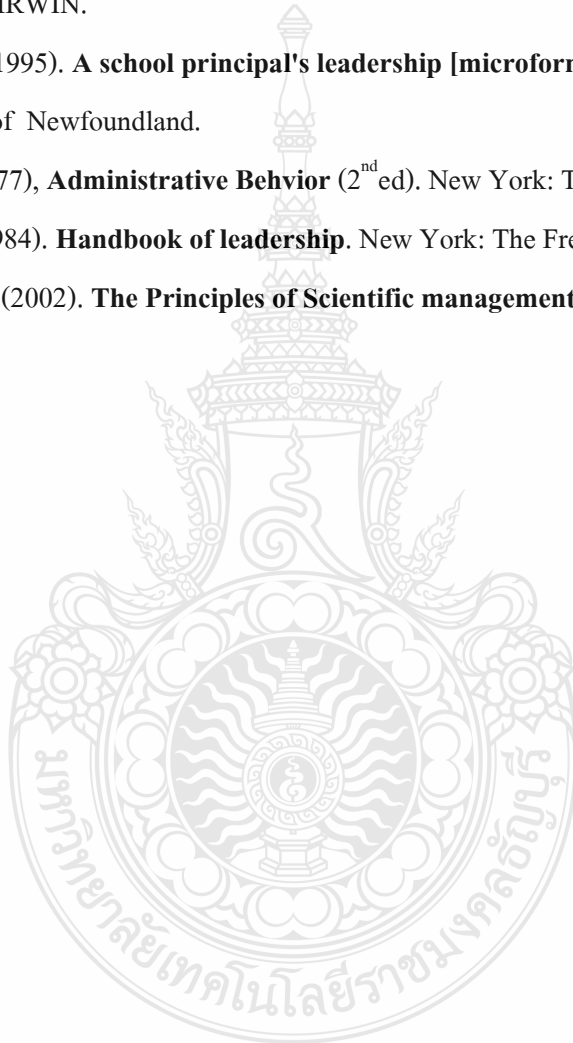 IRWIN.
1995). A school principal's leadership [microforn
of Newfoundland.
77), Administrative Behvior (2nd ed). New York: T
984). Handbook of leadership. New York: The Fre
(2002). The Principles of Scientific management
มหาวิทยาลัยเทคโนโลยีราชมงคลธัญบุรี